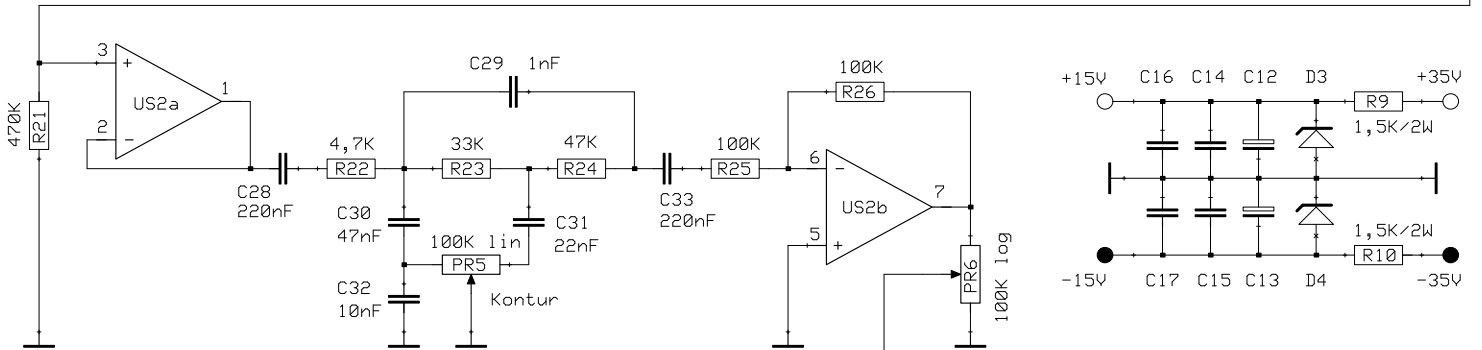 C29 1nF
100K
+15V C16 C14 C12 D3 +35V
3
+
1
US2a
R26
R9
470K
R21
1,5K/2W
2
-
4,7K 33K 47K 100K
R22 R23 R24 R25
6
-
C28
220nF
C33
220nF
7
US2b
C30
47nF
C31
22nF
5
+
100K lin
PR5
1,5K/2W
R10
C32
10nF
Kontur
PR6
100K log
-15V C17 C15 C13 D4 -35V